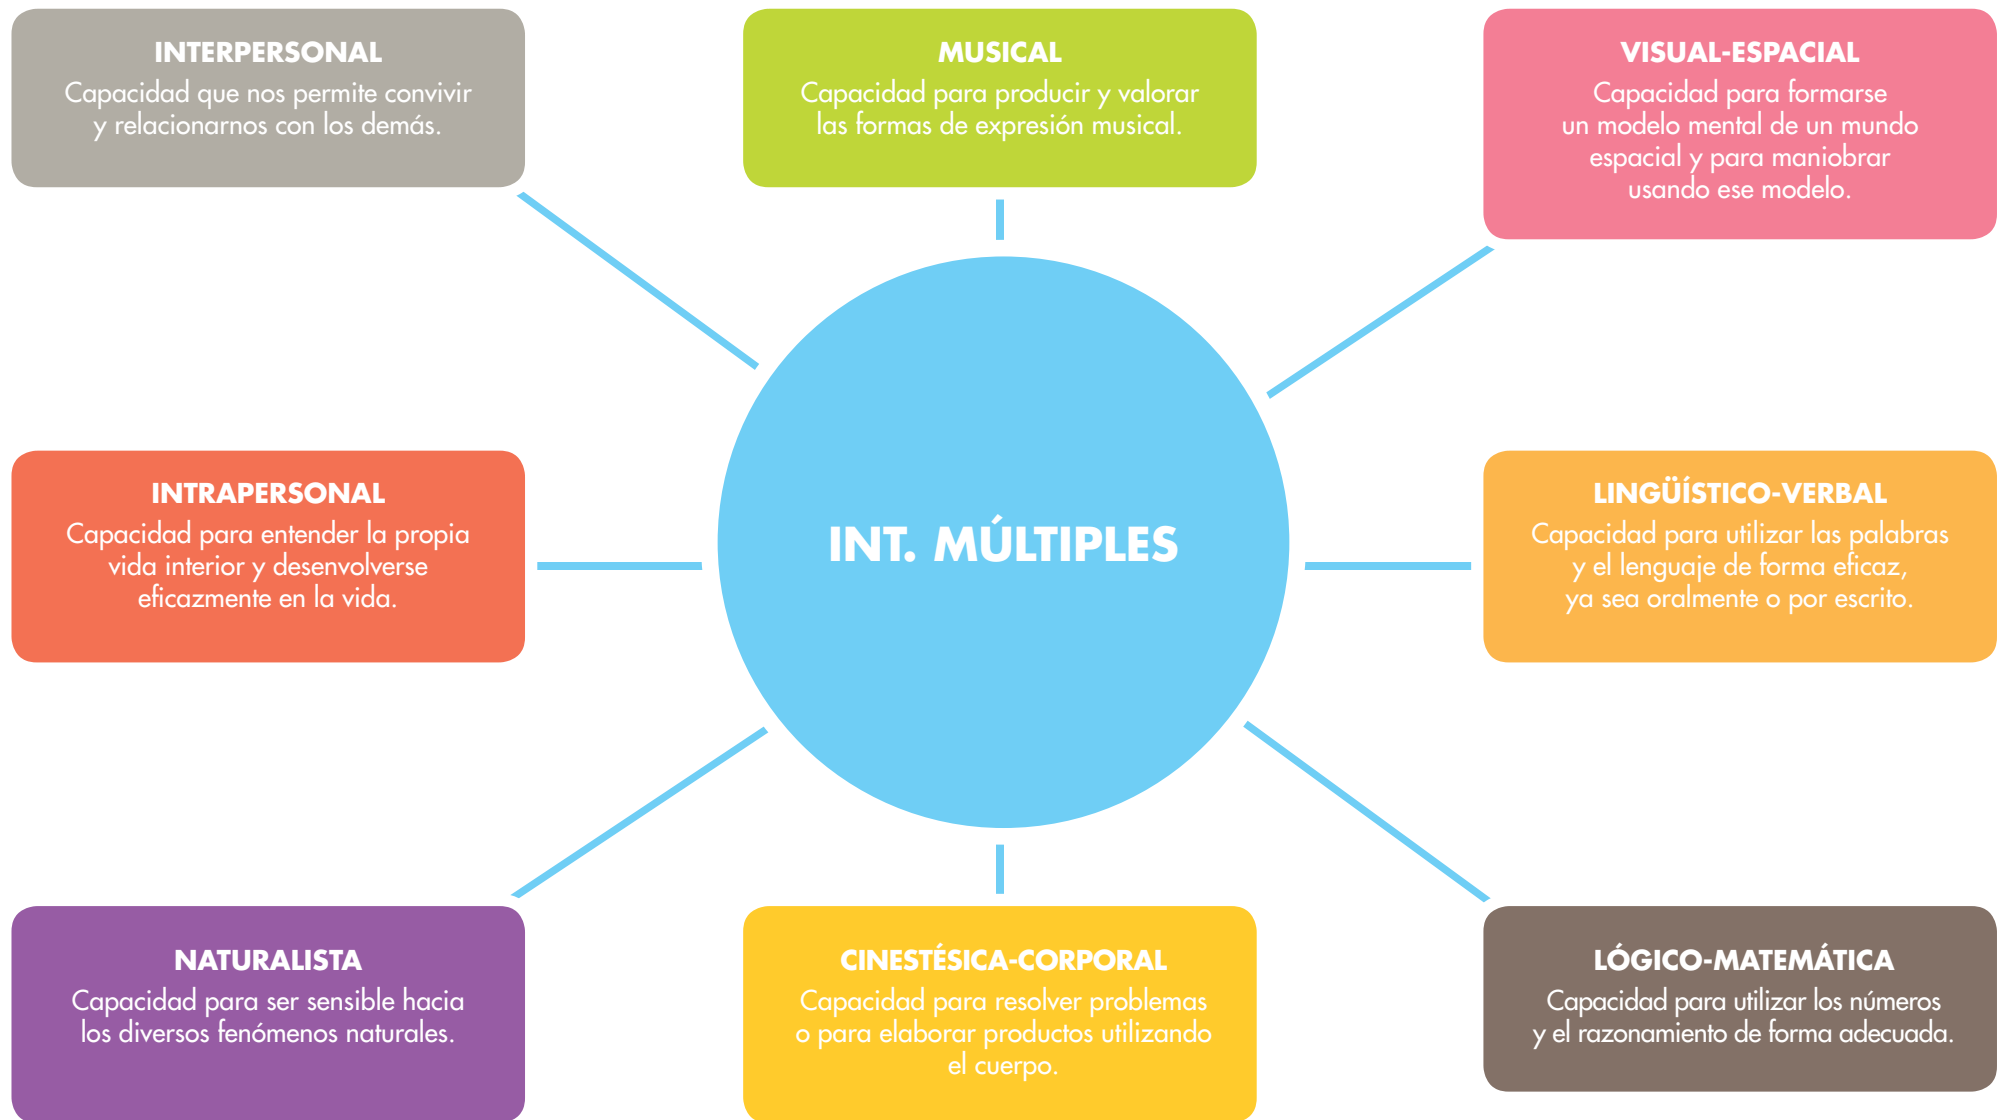 INTERPERSONAL
Capacidad que nos permite convivir
y relacionarnos con los demás.
MUSICAL
Capacidad para producir y valorar
las formas de expresión musical.
VISUAL-ESPACIAL
Capacidad para formarse
un modelo mental de un mundo
espacial y para maniobrar
usando ese modelo.
INTRAPERSONAL
Capacidad para entender la propia
vida interior y desenvolverse
eficazmente en la vida.
INT. MÚLTIPLES
LINGÜÍSTICO-VERBAL
Capacidad para utilizar las palabras
y el lenguaje de forma eficaz,
ya sea oralmente o por escrito.
NATURALISTA
Capacidad para ser sensible hacia
los diversos fenómenos naturales.
CINESTÉSICA-CORPORAL
Capacidad para resolver problemas
o para elaborar productos utilizando
el cuerpo.
LÓGICO-MATEMÁTICA
Capacidad para utilizar los números
y el razonamiento de forma adecuada.